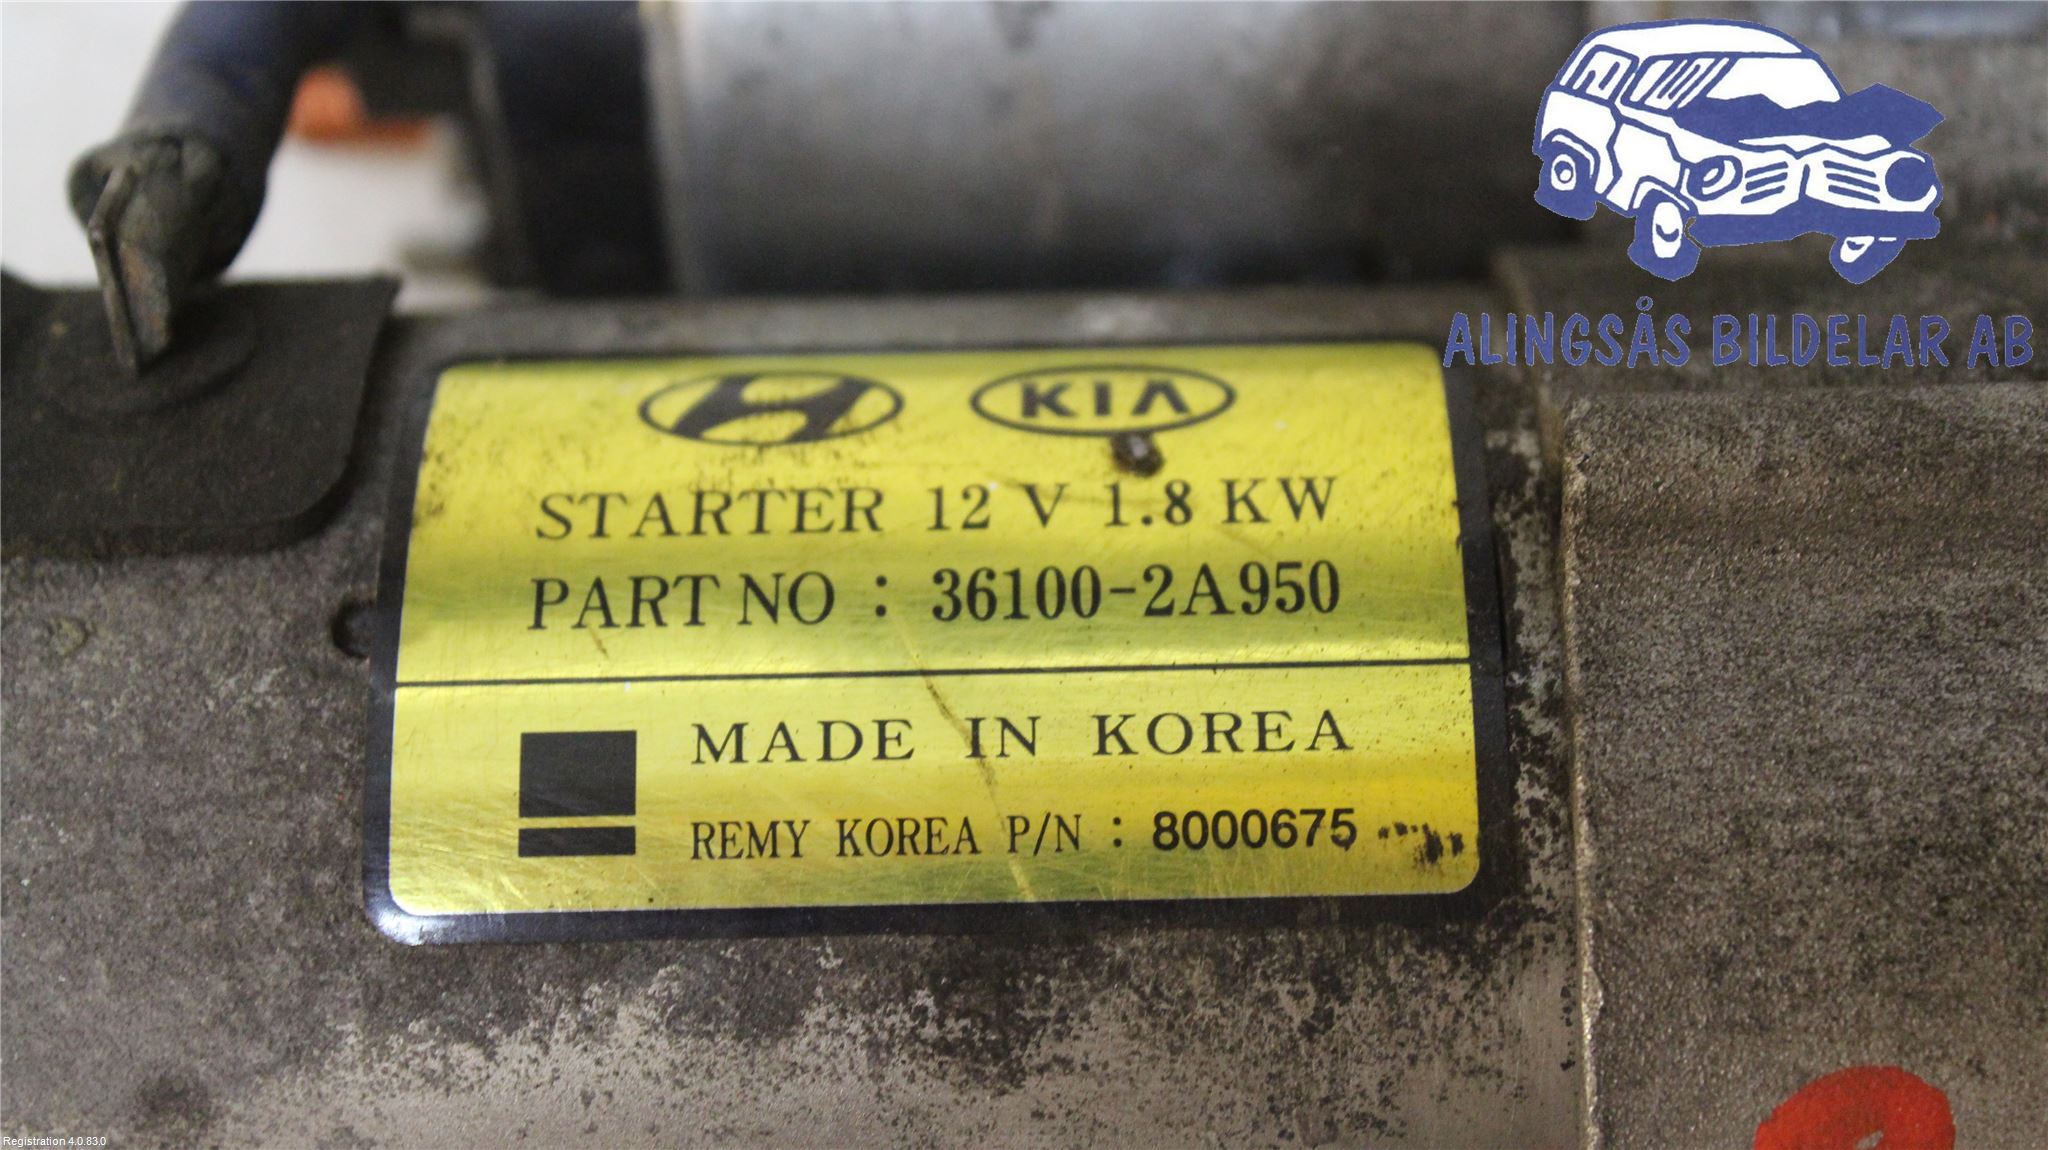 ALINGSÅS BILDELAR AB
KIA
STARTER 12 V 1.8 KW
PART NO : 36100-2A950
MADE IN KOREA
REMY KOREA P/N : 8000675
Registration 4.0.83.0